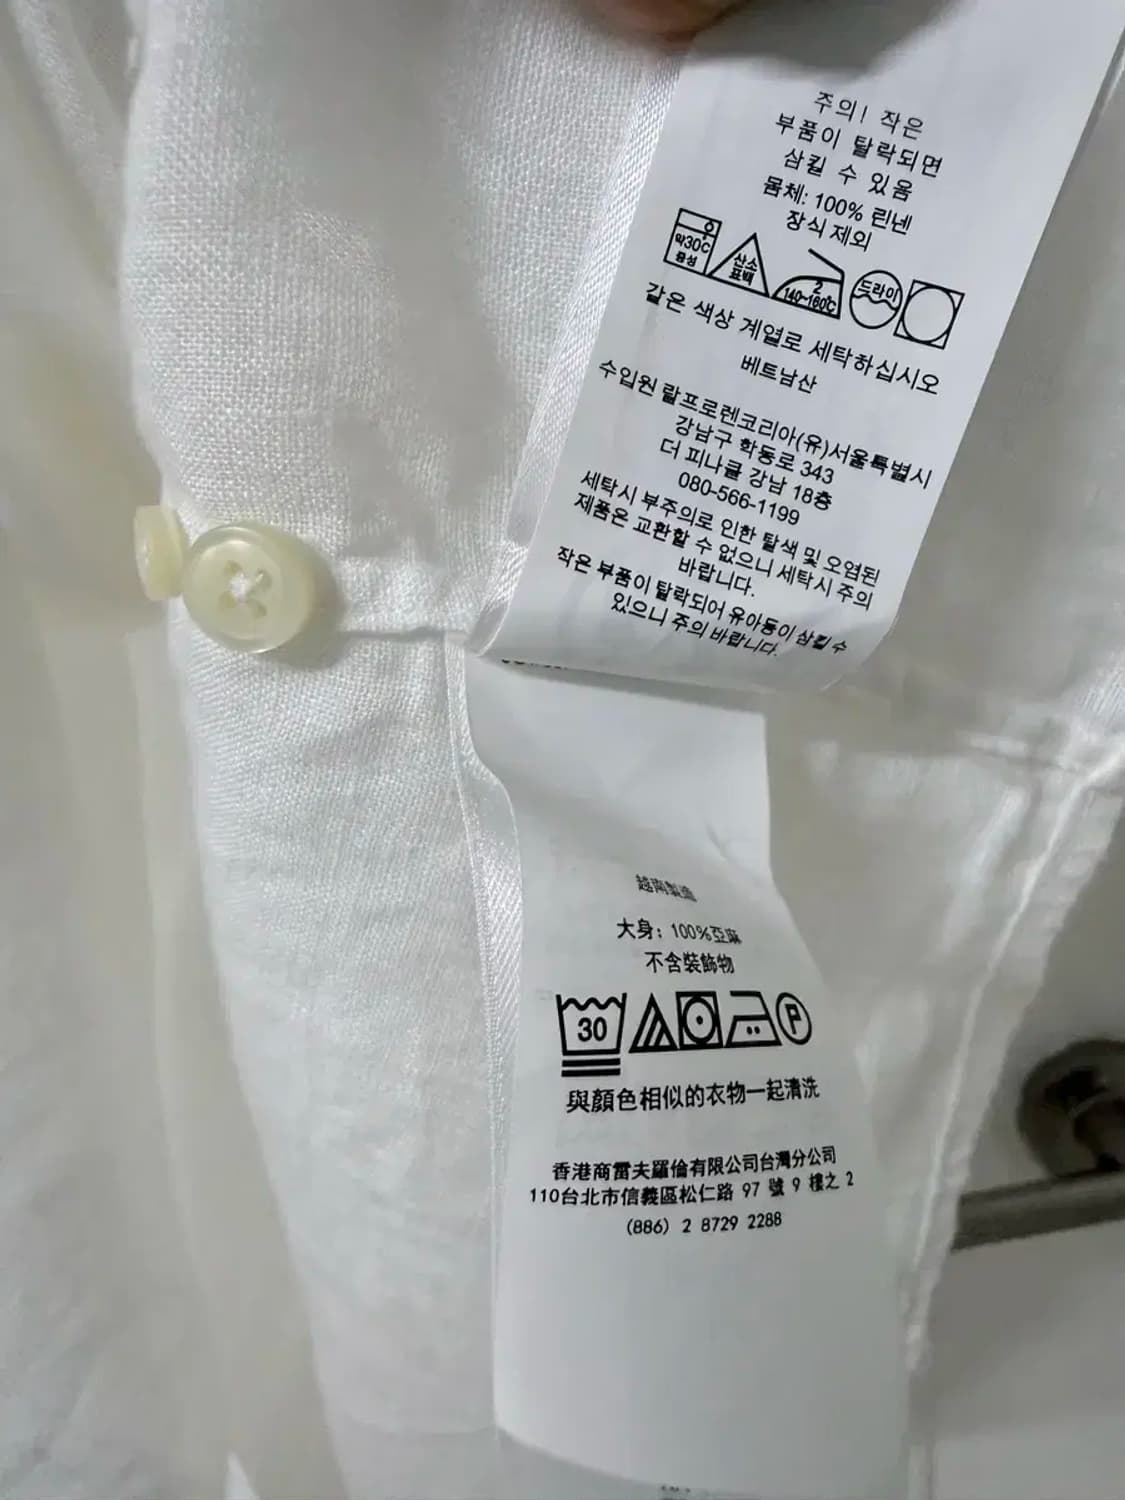 주의! 작은
부품이 탈락되면
삼킬 수 있움
몸체: 100% 린넨
장식 제외
약30℃
중성
산소
표백
2
140~160℃
드라이
같은 색상 계열로 세탁하십시오
베트남산
수입원 랄프로렌코리아(유)서울특별시
강남구 학동로 343
더 피나클 강남 18층
080-566-1199
세탁시 부주의로 인한 탈색 및 오염된
제품은 교환할 수 없으니 세탁시 주의
바랍니다.
작은 부품이 탈락되어 유아동이 삼킬 수
있으니 주의 바랍니다.
越南製造
大身: 100%亞麻
不含裝飾物
30
P
與顏色相似的衣物一起清洗
香港商雷夫羅倫有限公司台灣分公司
110台北市信義區松仁路 97 號 9 樓之 2
(886) 2 8729 2288